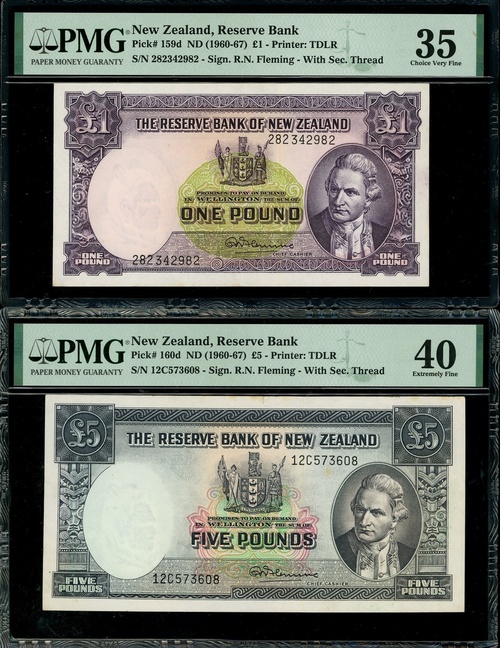 PMG®
PAPER MONEY GUARANTY
New Zealand, Reserve Bank
Pick# 159d ND (1960-67) £1 - Printer: TDLR
S/N 282342982 - Sign. R.N. Fleming - With Sec. Thread
35
Choice Very Fine
£1
£1
THE RESERVE BANK OF NEW ZEALAND
282342982
PROMISES TO PAY ON DEMAND
IN WELLINGTON THE SUM OF
ONE POUND
RNFleming
CHIEF CASHIER
282342982
ONE
POUND
ONE
POUND
PMG®
PAPER MONEY GUARANTY
New Zealand, Reserve Bank
Pick# 160d ND (1960-67) £5 - Printer: TDLR
S/N 12C573608 - Sign. R.N. Fleming - With Sec. Thread
40
Extremely Fine
£5
£5
THE RESERVE BANK OF NEW ZEALAND
12C573608
PROMISES TO PAY ON DEMAND
IN WELLINGTON THE SUM OF
FIVE POUNDS
RNFleming
CHIEF CASHIER
12C573608
FIVE
POUNDS
FIVE
POUNDS